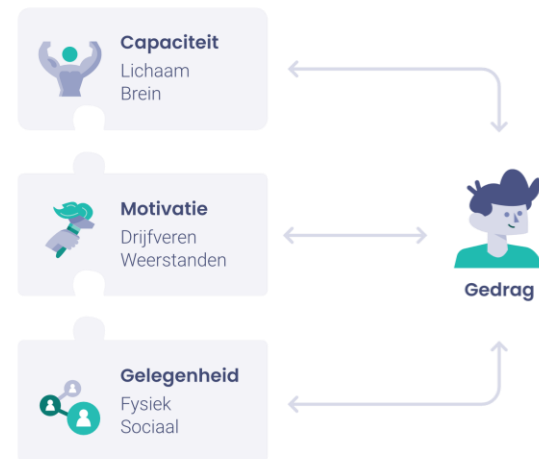 Capaciteit
Lichaam
Brein
Motivatie
Drijfveren
Weerstanden
Gedrag
Gelegenheid
Fysiek
Sociaal